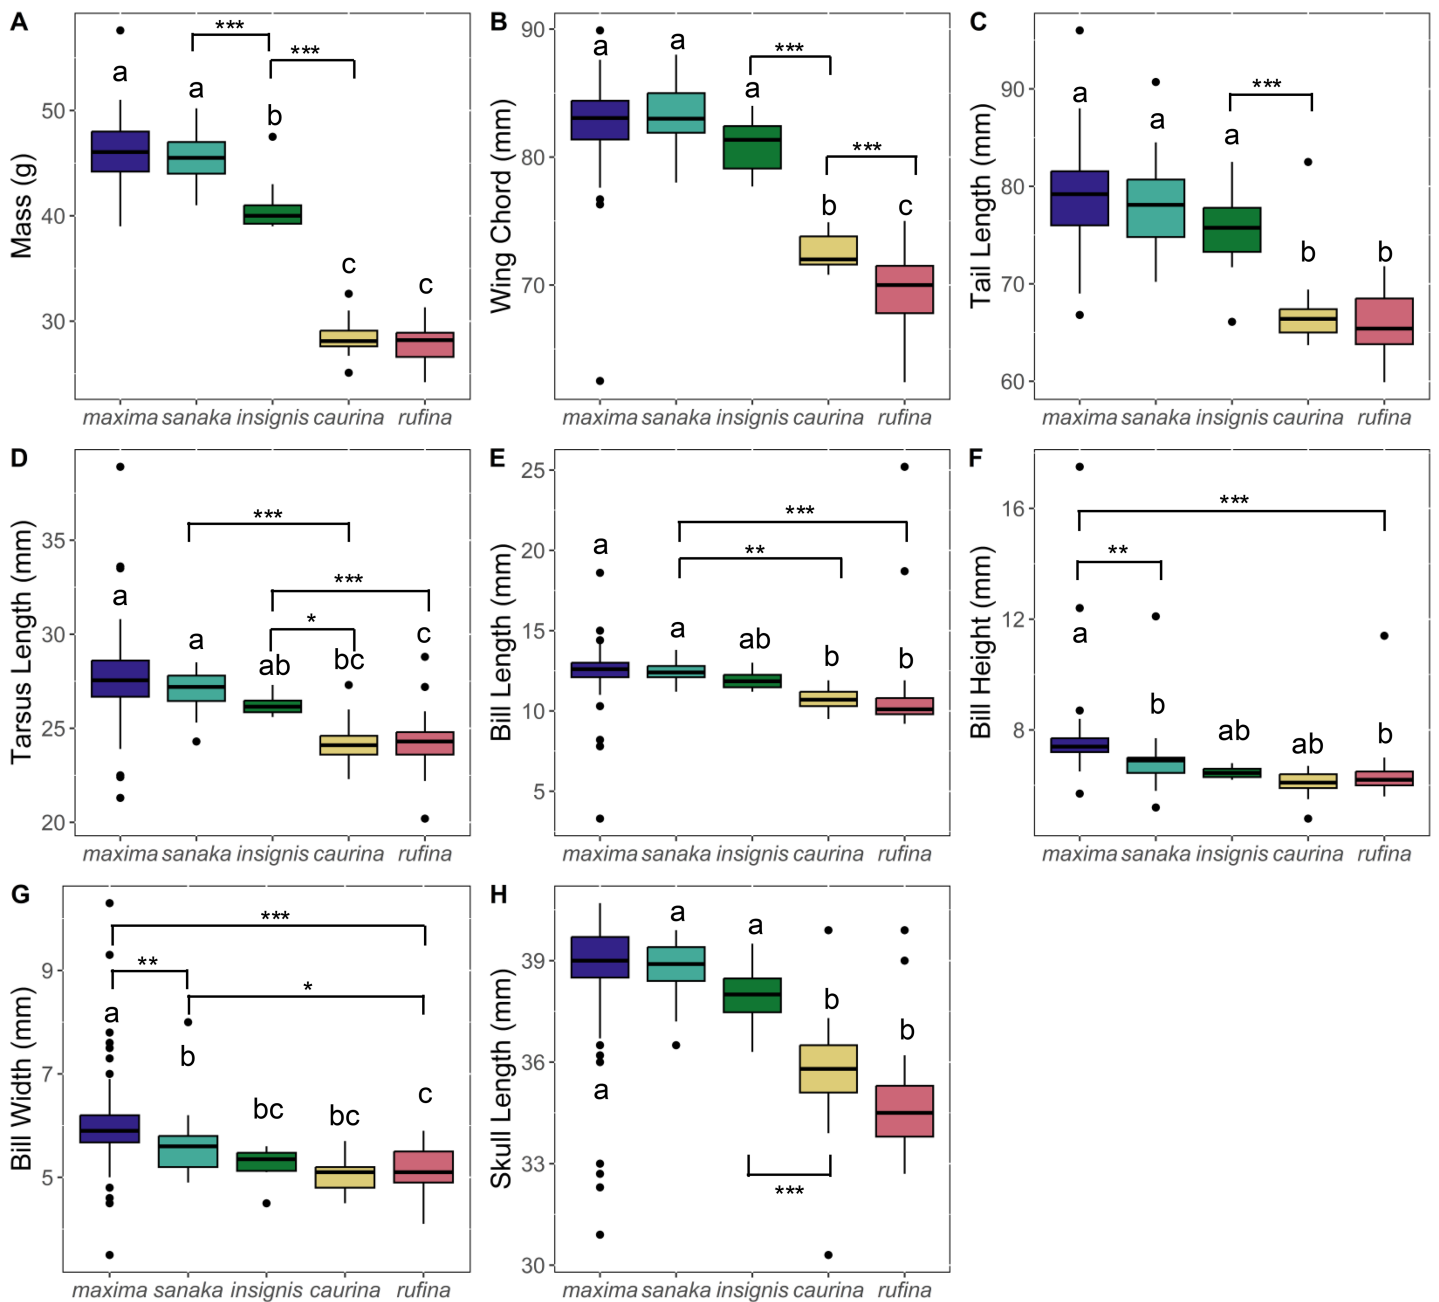 A
Mass (g)
50
40
30
a
a
b
c
c
***
***
maxima sanaka insignis caurina rufina
B
Wing Chord (mm)
90
80
70
a
a
a
b
c
***
***
maxima sanaka insignis caurina rufina
C
Tail Length (mm)
90
80
70
60
a
a
a
b
b
***
maxima sanaka insignis caurina rufina
D
Tarsus Length (mm)
35
30
25
20
a
a
ab
bc
c
***
***
*
maxima sanaka insignis caurina rufina
E
Bill Length (mm)
25
20
15
10
5
a
a
ab
b
b
***
**
maxima sanaka insignis caurina rufina
F
Bill Height (mm)
16
12
8
a
b
ab
ab
b
***
**
maxima sanaka insignis caurina rufina
G
Bill Width (mm)
9
7
5
a
b
bc
bc
c
***
**
*
maxima sanaka insignis caurina rufina
H
Skull Length (mm)
39
36
33
30
a
a
a
b
b
***
maxima sanaka insignis caurina rufina